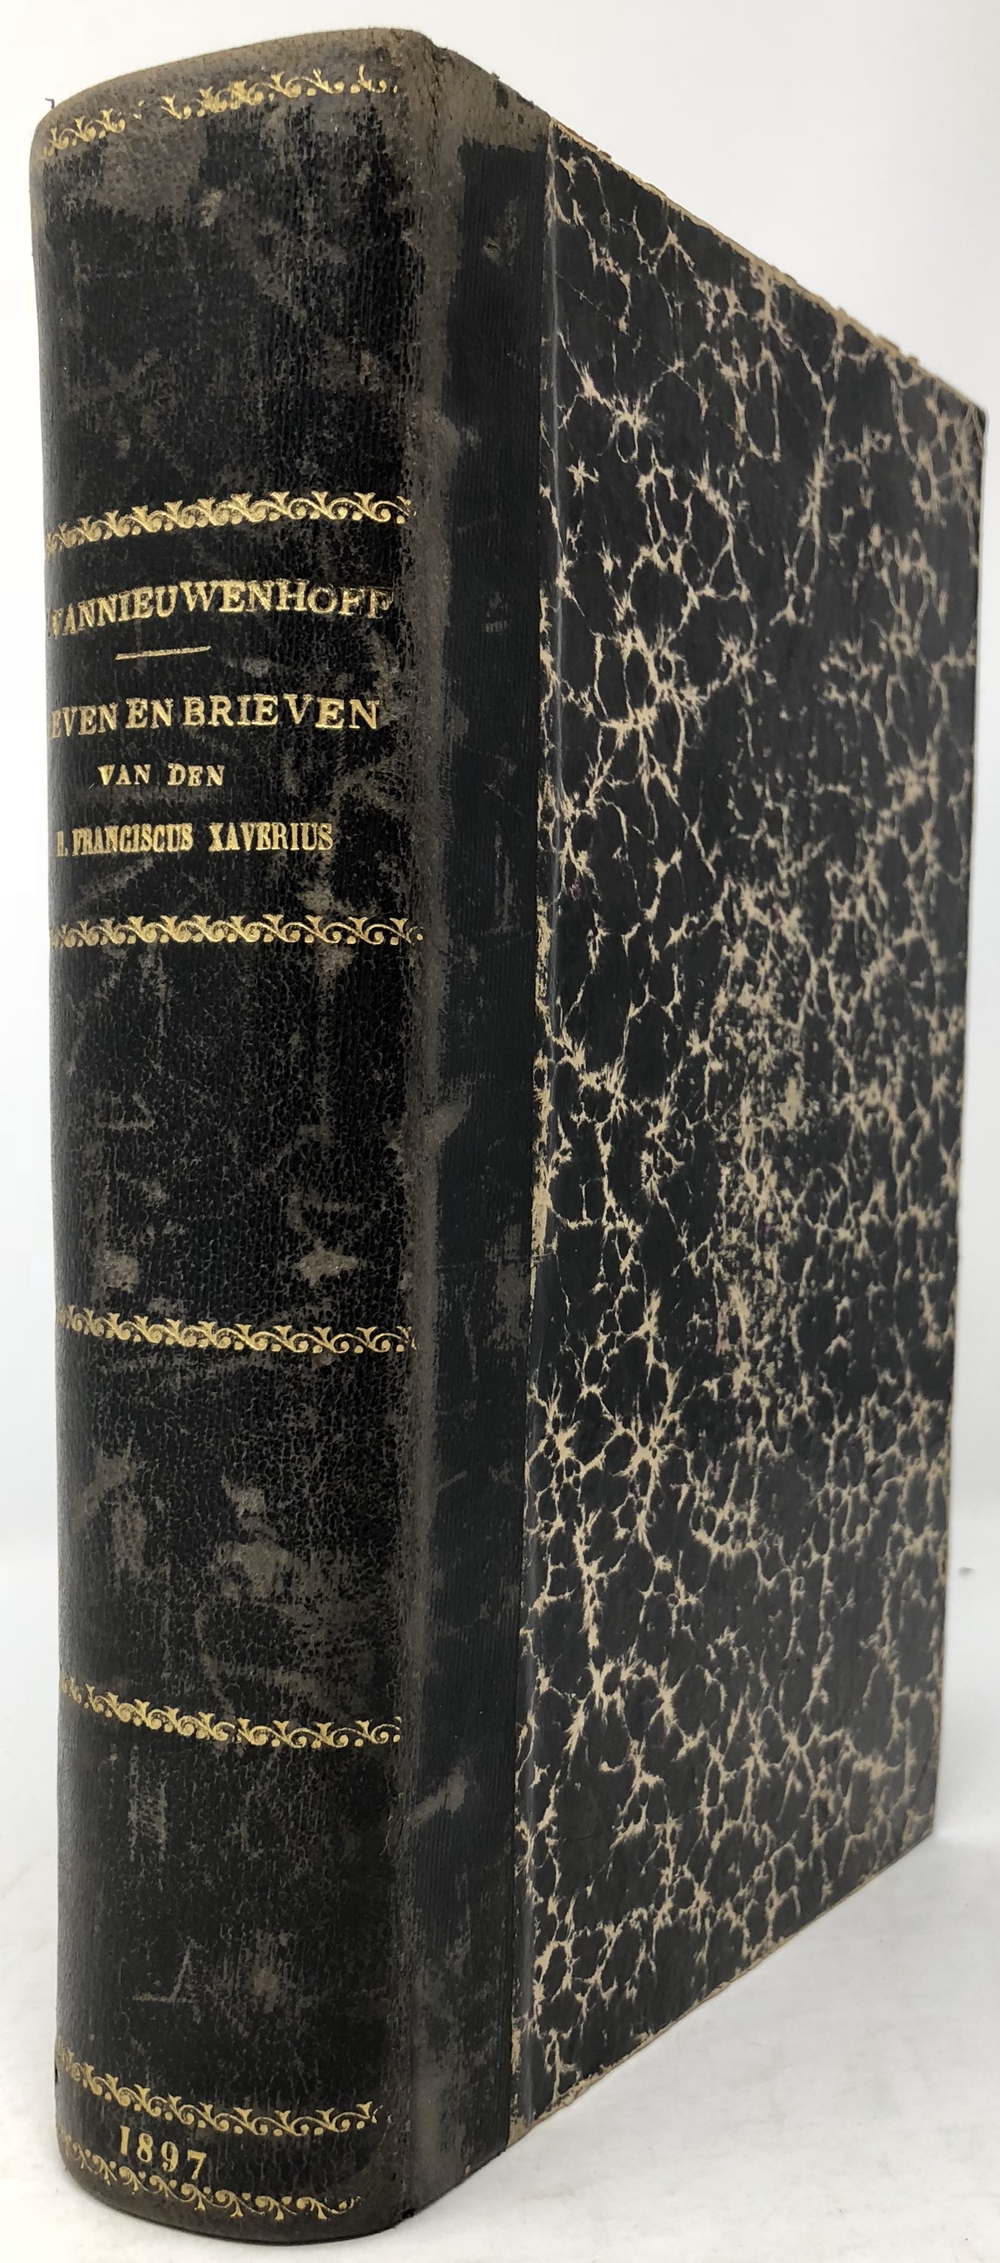 .VANNIEUWENHOFF
EVEN EN BRIEVEN
VAN DEN
H. FRANCISCUS XAVERIUS
1897